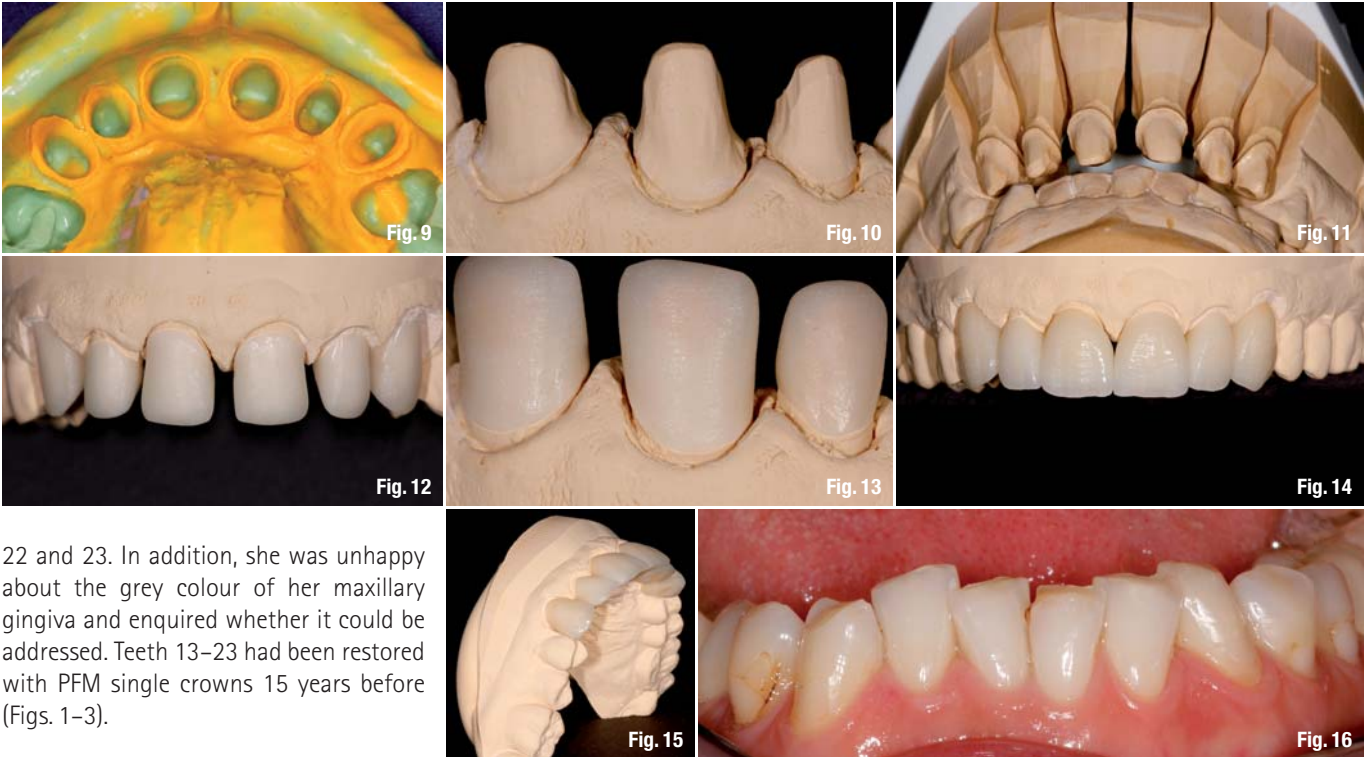 Fig. 9
Fig. 10
Fig. 11
Fig. 12
Fig. 13
Fig. 14
22 and 23. In addition, she was unhappy
about the grey colour of her maxillary
gingiva and enquired whether it could be
addressed. Teeth 13–23 had been restored
with PFM single crowns 15 years before
(Figs. 1–3).
Fig. 15
Fig. 16